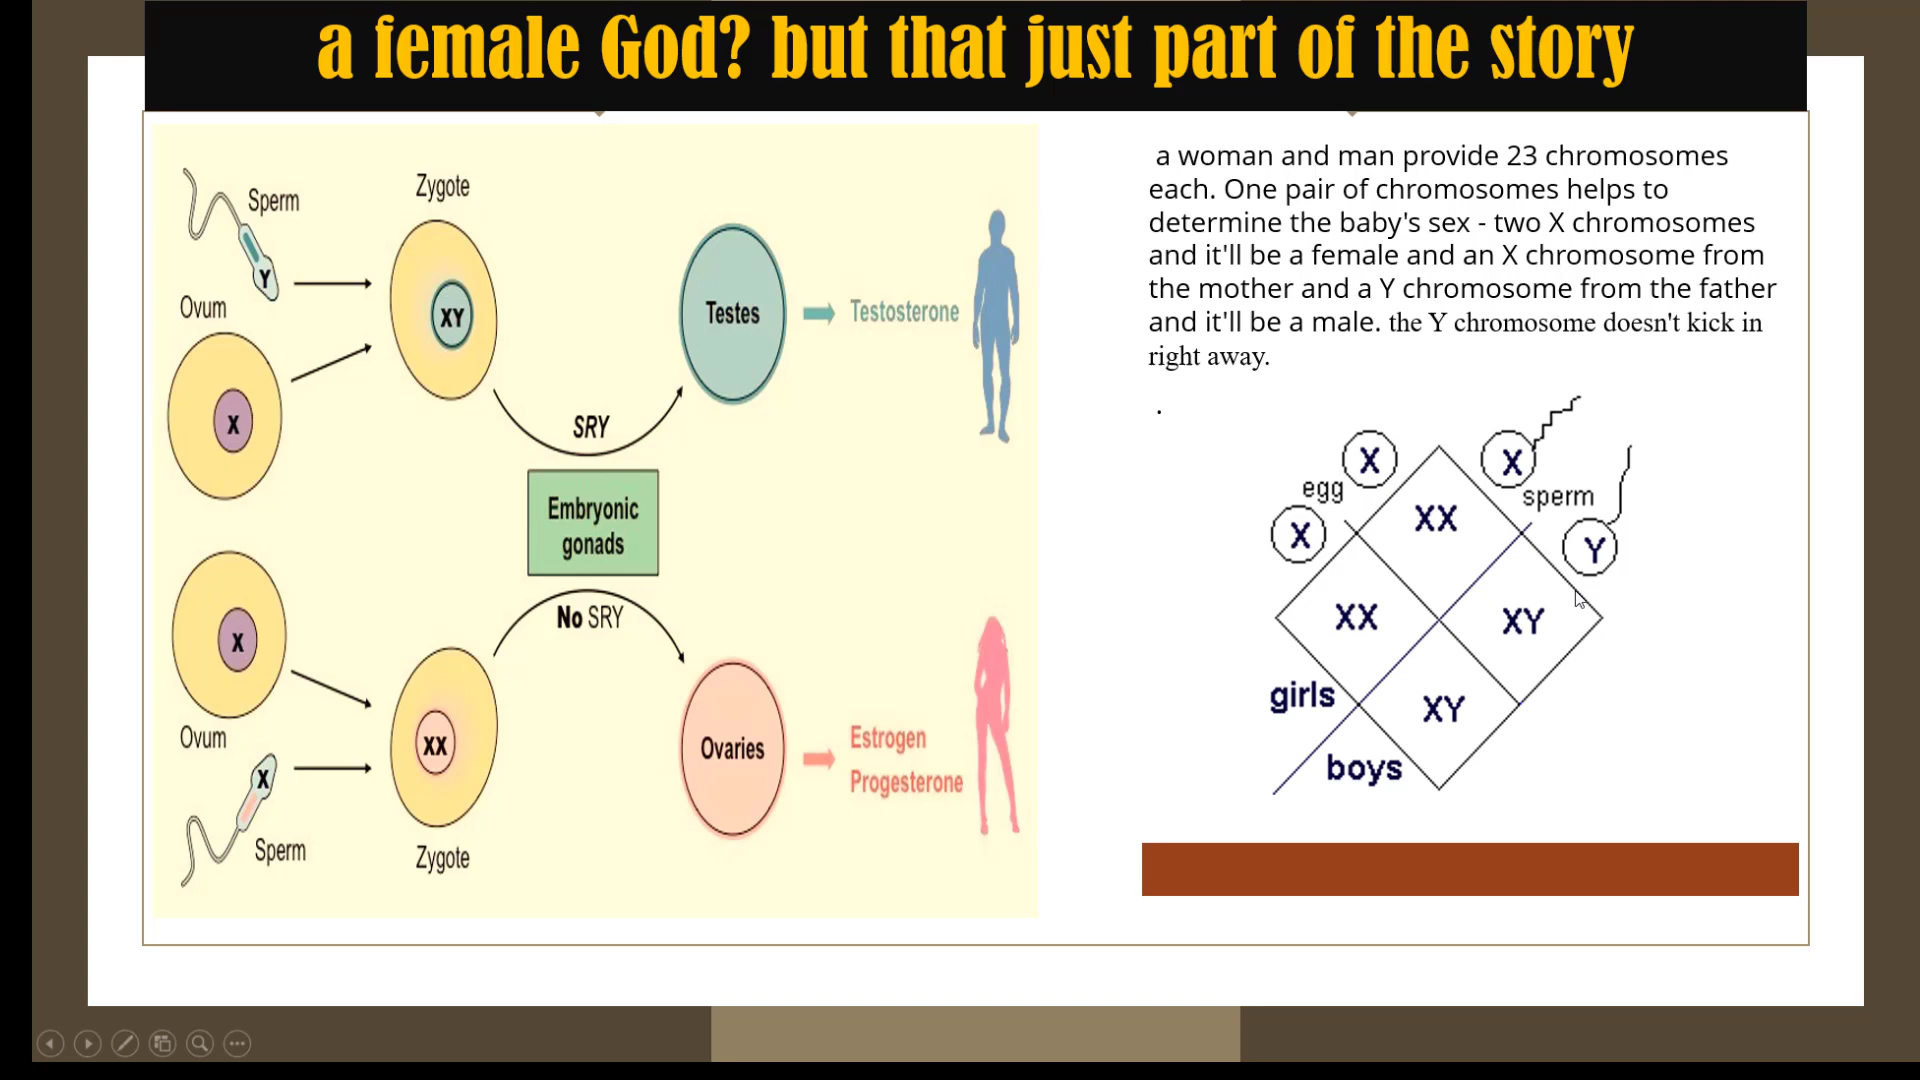 a female God? but that just part of the story
Sperm
Y
Ovum
X
Zygote
XY
SRY
Testes
Testosterone
Embryonic
gonads
No SRY
X
Ovum
X
Sperm
XX
Zygote
Ovaries
Estrogen
Progesterone
a woman and man provide 23 chromosomes
each. One pair of chromosomes helps to
determine the baby's sex - two X chromosomes
and it'll be a female and an X chromosome from
the mother and a Y chromosome from the father
and it'll be a male. the Y chromosome doesn't kick in
right away.
.
X
X
egg
sperm
X
Y
XX
XX
XY
XY
girls
boys